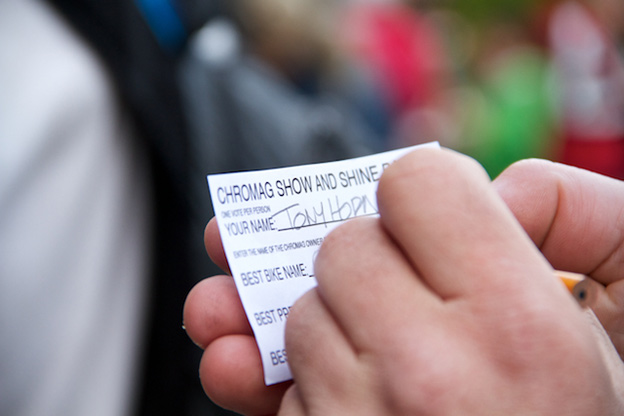 CHROMAG SHOW AND SHINE
ONE VOTE PER PERSON
YOUR NAME: TONY HORN
ENTER THE NAME OF THE CHROMAG OWNER
BEST BIKE NAME:
BEST
BEST